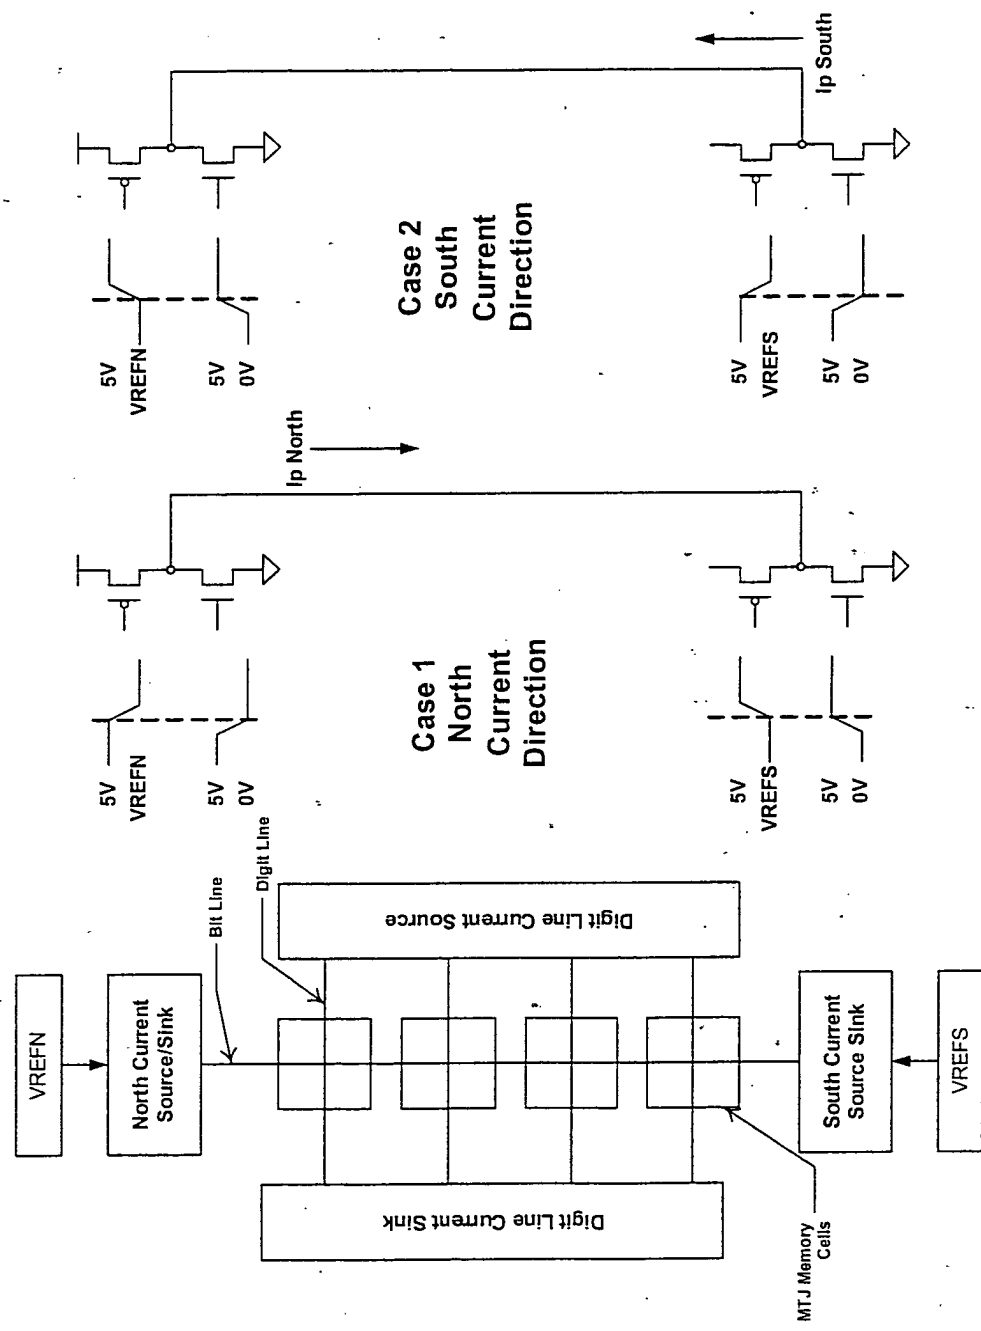 VREFN
North Current
Source/Sink
Bit Line
Digit Line
Digit Line Current Source
Digit Line Current Sink
MTJ Memory
Cells
South Current
Source Sink
VREFS
5V
VREFN
5V
0V
Ip North
Case 1
North
Current
Direction
5V
VREFS
5V
0V
5V
VREFN
5V
0V
Case 2
South
Current
Direction
5V
VREFS
5V
0V
Ip South